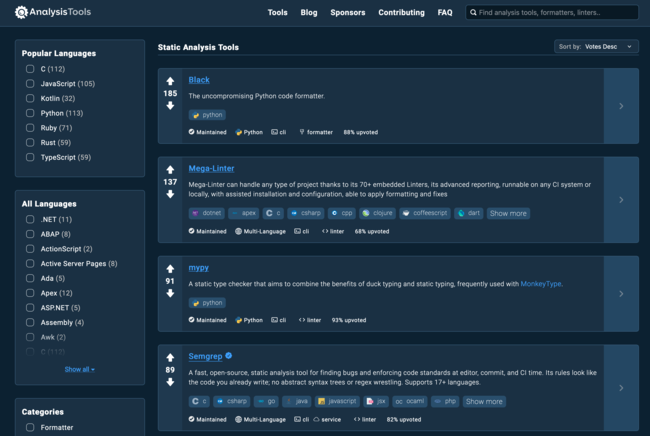 AnalysisTools
Tools
Blog
Sponsors
Contributing
FAQ
Find analysis tools, formatters, linters..
Popular Languages
C (112)
JavaScript (105)
Kotlin (32)
Python (113)
Ruby (71)
Rust (59)
TypeScript (59)
All Languages
.NET (11)
ABAP (8)
ActionScript (2)
Active Server Pages (8)
Ada (5)
Apex (12)
ASP.NET (5)
Assembly (4)
Awk (2)
C (112)
Show all
Categories
Formatter
Static Analysis Tools
Sort by: Votes Desc
185
Black
The uncompromising Python code formatter.
python
Maintained Python cli formatter 88% upvoted
137
Mega-Linter
Mega-Linter can handle any type of project thanks to its 70+ embedded Linters, its advanced reporting, runnable on any CI system or
locally, with assisted installation and configuration, able to apply formatting and fixes
dotnet apex c csharp cpp clojure coffeescript dart Show more
Maintained Multi-Language cli linter 68% upvoted
91
mypy
A static type checker that aims to combine the benefits of duck typing and static typing, frequently used with MonkeyType.
python
Maintained Python cli linter 93% upvoted
89
Semgrep
A fast, open-source, static analysis tool for finding bugs and enforcing code standards at editor, commit, and CI time. Its rules look like
the code you already write; no abstract syntax trees or regex wrestling. Supports 17+ languages.
c csharp go java javascript jsx oc ocaml php Show more
Maintained Multi-Language cli service linter 82% upvoted